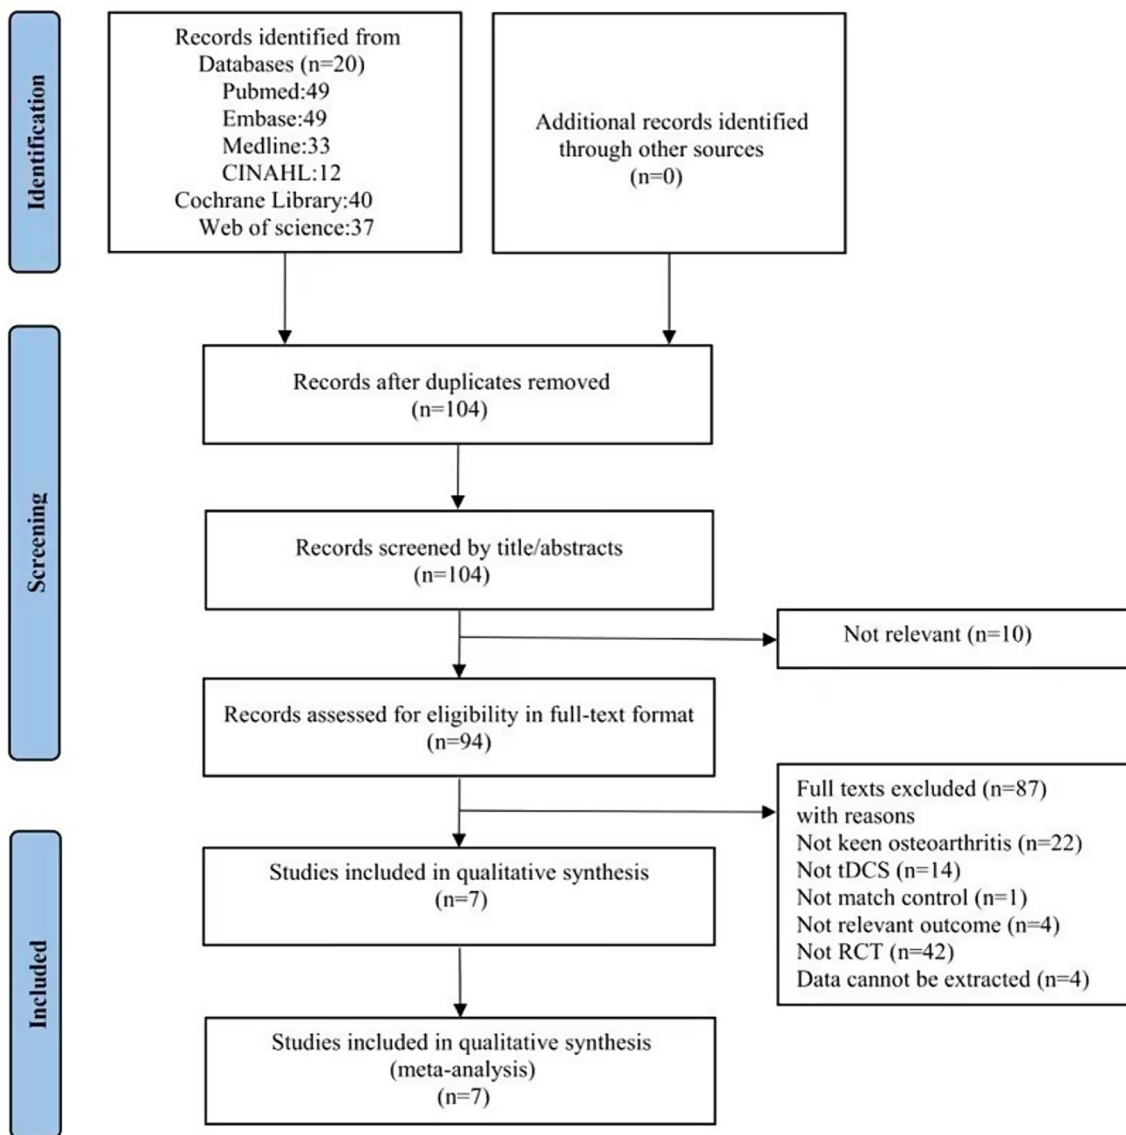 Identification
Records identified from
Databases (n=20)
Pubmed:49
Embase:49
Medline:33
CINAHL:12
Cochrane Library:40
Web of science:37
Additional records identified
through other sources
(n=0)
Screening
Records after duplicates removed
(n=104)
Records screened by title/abstracts
(n=104)
Not relevant (n=10)
Records assessed for eligibility in full-text format
(n=94)
Full texts excluded (n=87)
with reasons
Not keen osteoarthritis (n=22)
Not tDCS (n=14)
Not match control (n=1)
Not relevant outcome (n=4)
Not RCT (n=42)
Data cannot be extracted (n=4)
Included
Studies included in qualitative synthesis
(n=7)
Studies included in qualitative synthesis
(meta-analysis)
(n=7)